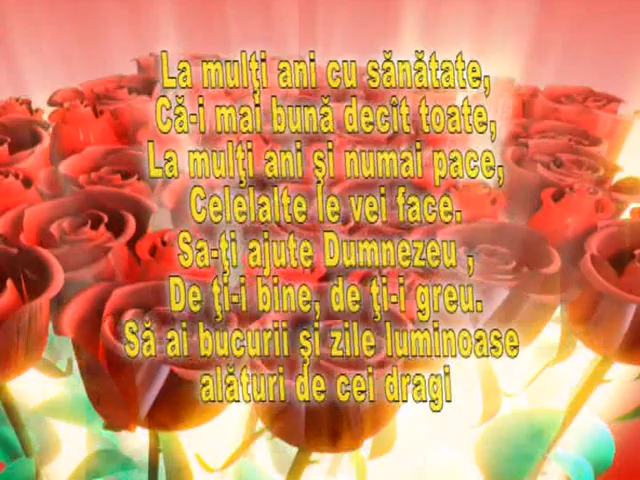 La mulţi ani cu sănătate,
Că-i mai bună decît toate,
La mulţi ani şi numai pace,
Celelalte le vei face.
Sa-ţi ajute Dumnezeu ,
De ţi-i bine, de ţi-i greu.
Să ai bucurii şi zile luminoase
alături de cei dragi